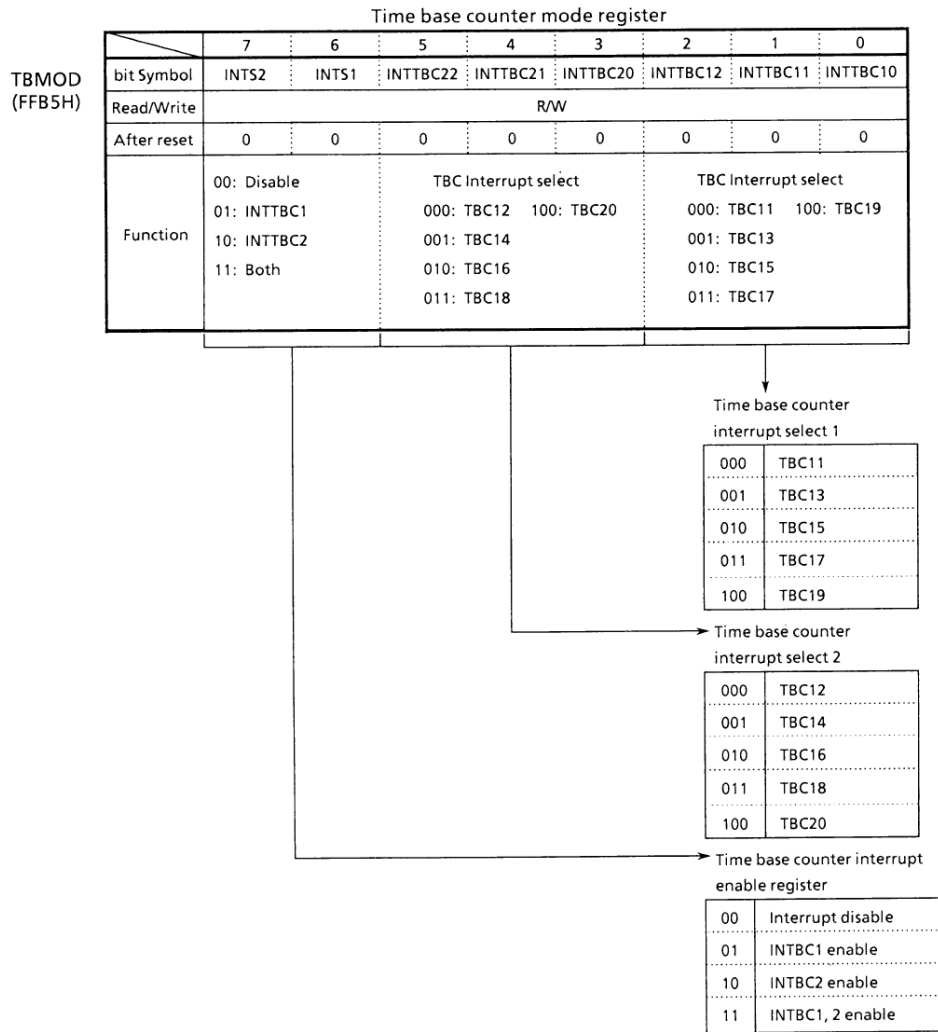 Time base counter mode register
TBMOD
(FFB5H)
7 6 5 4 3 2 1 0
bit Symbol INTS2 INTS1 INTTBC22 INTTBC21 INTTBC20 INTTBC12 INTTBC11 INTTBC10
Read/Write R/W
After reset 0 0 0 0 0 0 0 0
Function
00: Disable
01: INTTBC1
10: INTTBC2
11: Both
TBC Interrupt select
000: TBC12 100: TBC20
001: TBC14
010: TBC16
011: TBC18
TBC Interrupt select
000: TBC11 100: TBC19
001: TBC13
010: TBC15
011: TBC17
Time base counter
interrupt select 1
000 TBC11
001 TBC13
010 TBC15
011 TBC17
100 TBC19
Time base counter
interrupt select 2
000 TBC12
001 TBC14
010 TBC16
011 TBC18
100 TBC20
Time base counter interrupt
enable register
00 Interrupt disable
01 INTBC1 enable
10 INTBC2 enable
11 INTBC1, 2 enable